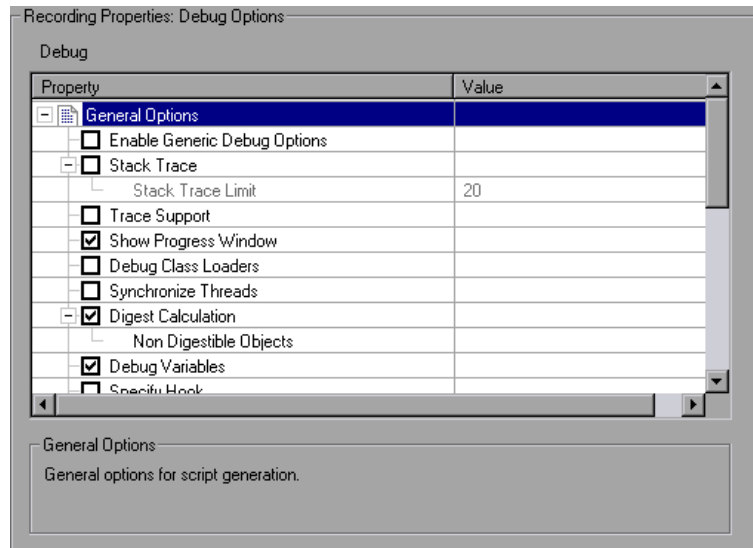 Recording Properties: Debug Options
Debug
Property Value
General Options
Enable Generic Debug Options
Stack Trace
Stack Trace Limit 20
Trace Support
Show Progress Window
Debug Class Loaders
Synchronize Threads
Digest Calculation
Non Digestible Objects
Debug Variables
Specify Hook
General Options
General options for script generation.